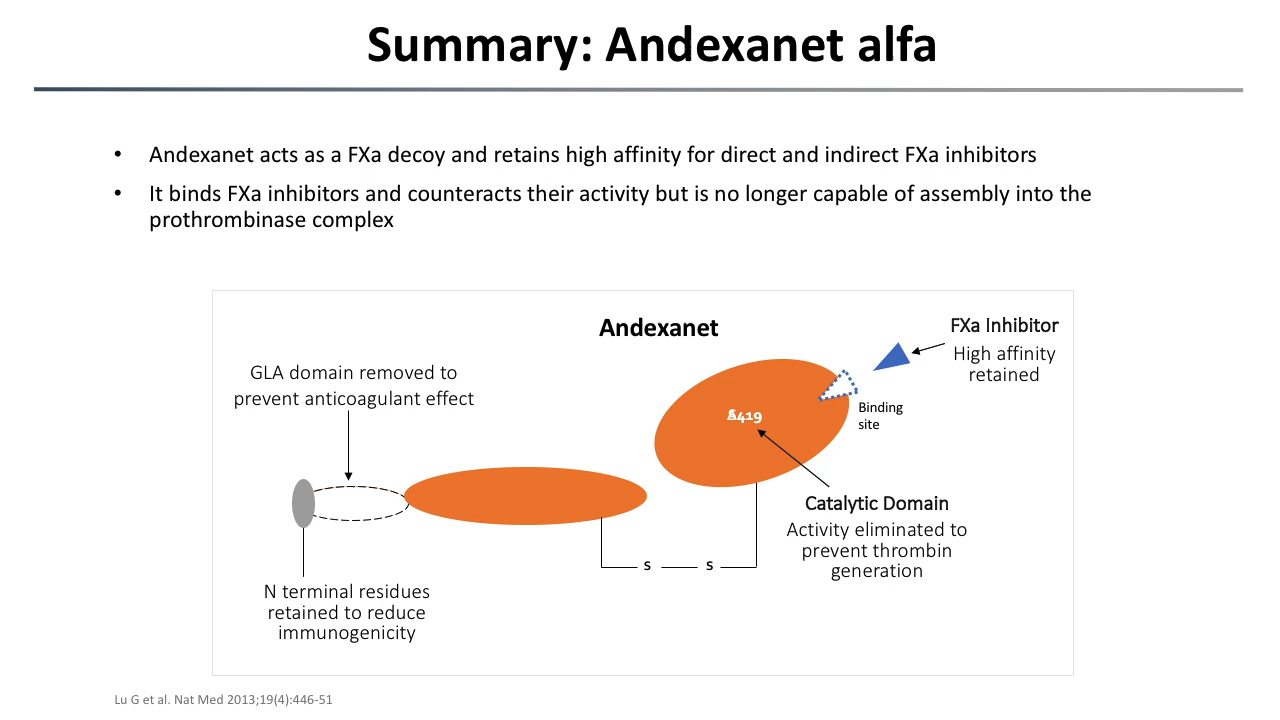 Summary: Andexanet alfa
• Andexanet acts as a FXa decoy and retains high affinity for direct and indirect FXa inhibitors
• It binds FXa inhibitors and counteracts their activity but is no longer capable of assembly into the
prothrombinase complex
Andexanet
FXa Inhibitor
High affinity
retained
GLA domain removed to
prevent anticoagulant effect
Binding
site
Catalytic Domain
Activity eliminated to
prevent thrombin
generation
s s
N terminal residues
retained to reduce
immunogenicity
Lu G et al. Nat Med 2013;19(4):446-51